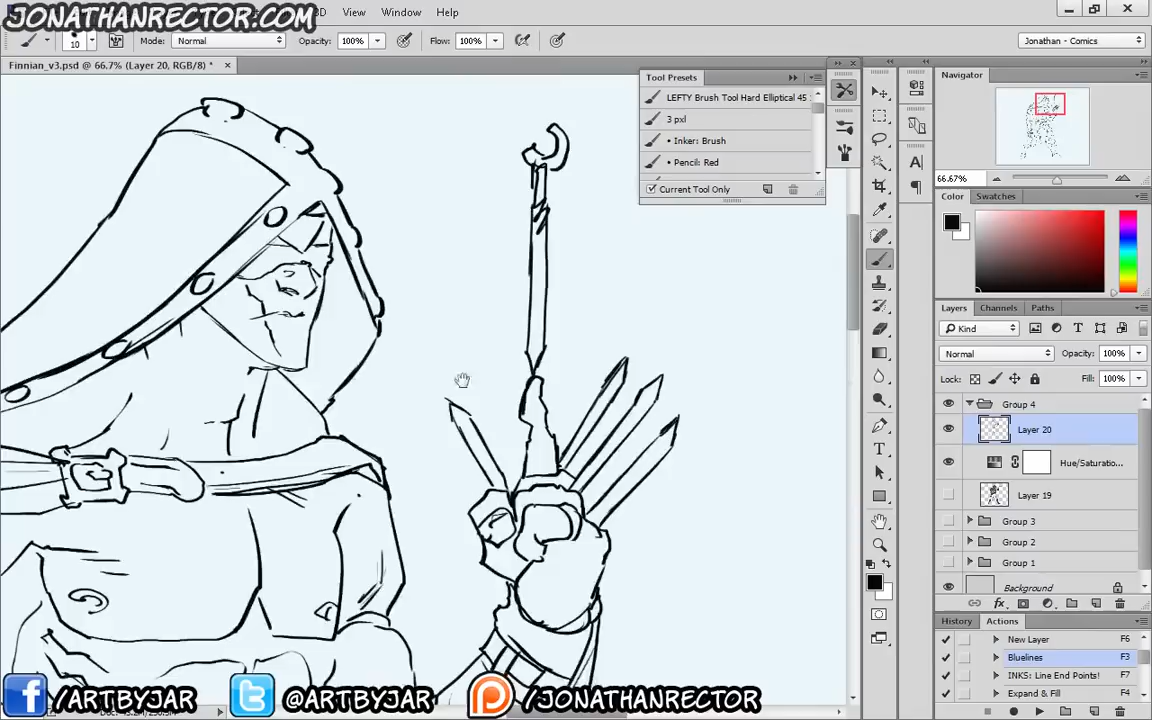 JONATHANRECTOR.COM
3D View Window Help
10 Mode: Normal Opacity: 100% Flow: 100% Jonathan - Comics
Finnian_v3.psd @ 66.7% (Layer 20, RGB/8) * ×
Tool Presets
LEFTY Brush Tool Hard Elliptical 45
3 pxl
• Inker: Brush
• Pencil: Red
Current Tool Only
Navigator
66.67%
Color Swatches
Layers Channels Paths
Kind
Normal Opacity: 100%
Lock: Fill: 100%
Group 4
Layer 20
Hue/Saturatio...
Layer 19
Group 3
Group 2
Group 1
Background
History Actions
New Layer F6
Bluelines F3
INKS: Line End Points! F7
Expand & Fill F4
/ARTBYJAR @ARTBYJAR /JONATHANRECTOR